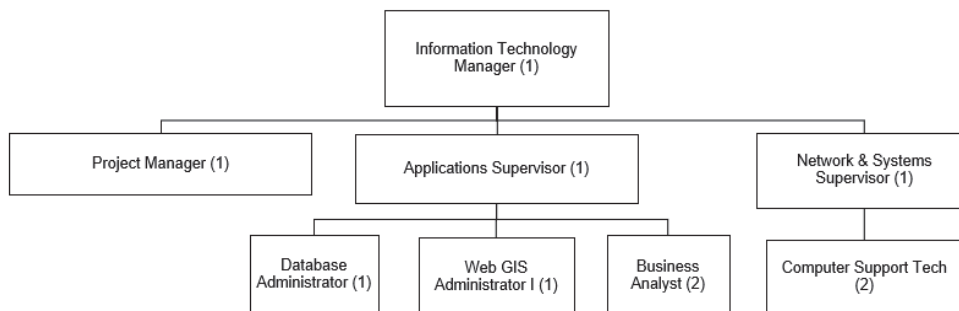 Information Technology
Manager (1)
Project Manager (1)
Applications Supervisor (1)
Network & Systems
Supervisor (1)
Database
Administrator (1)
Web GIS
Administrator I (1)
Business
Analyst (2)
Computer Support Tech
(2)